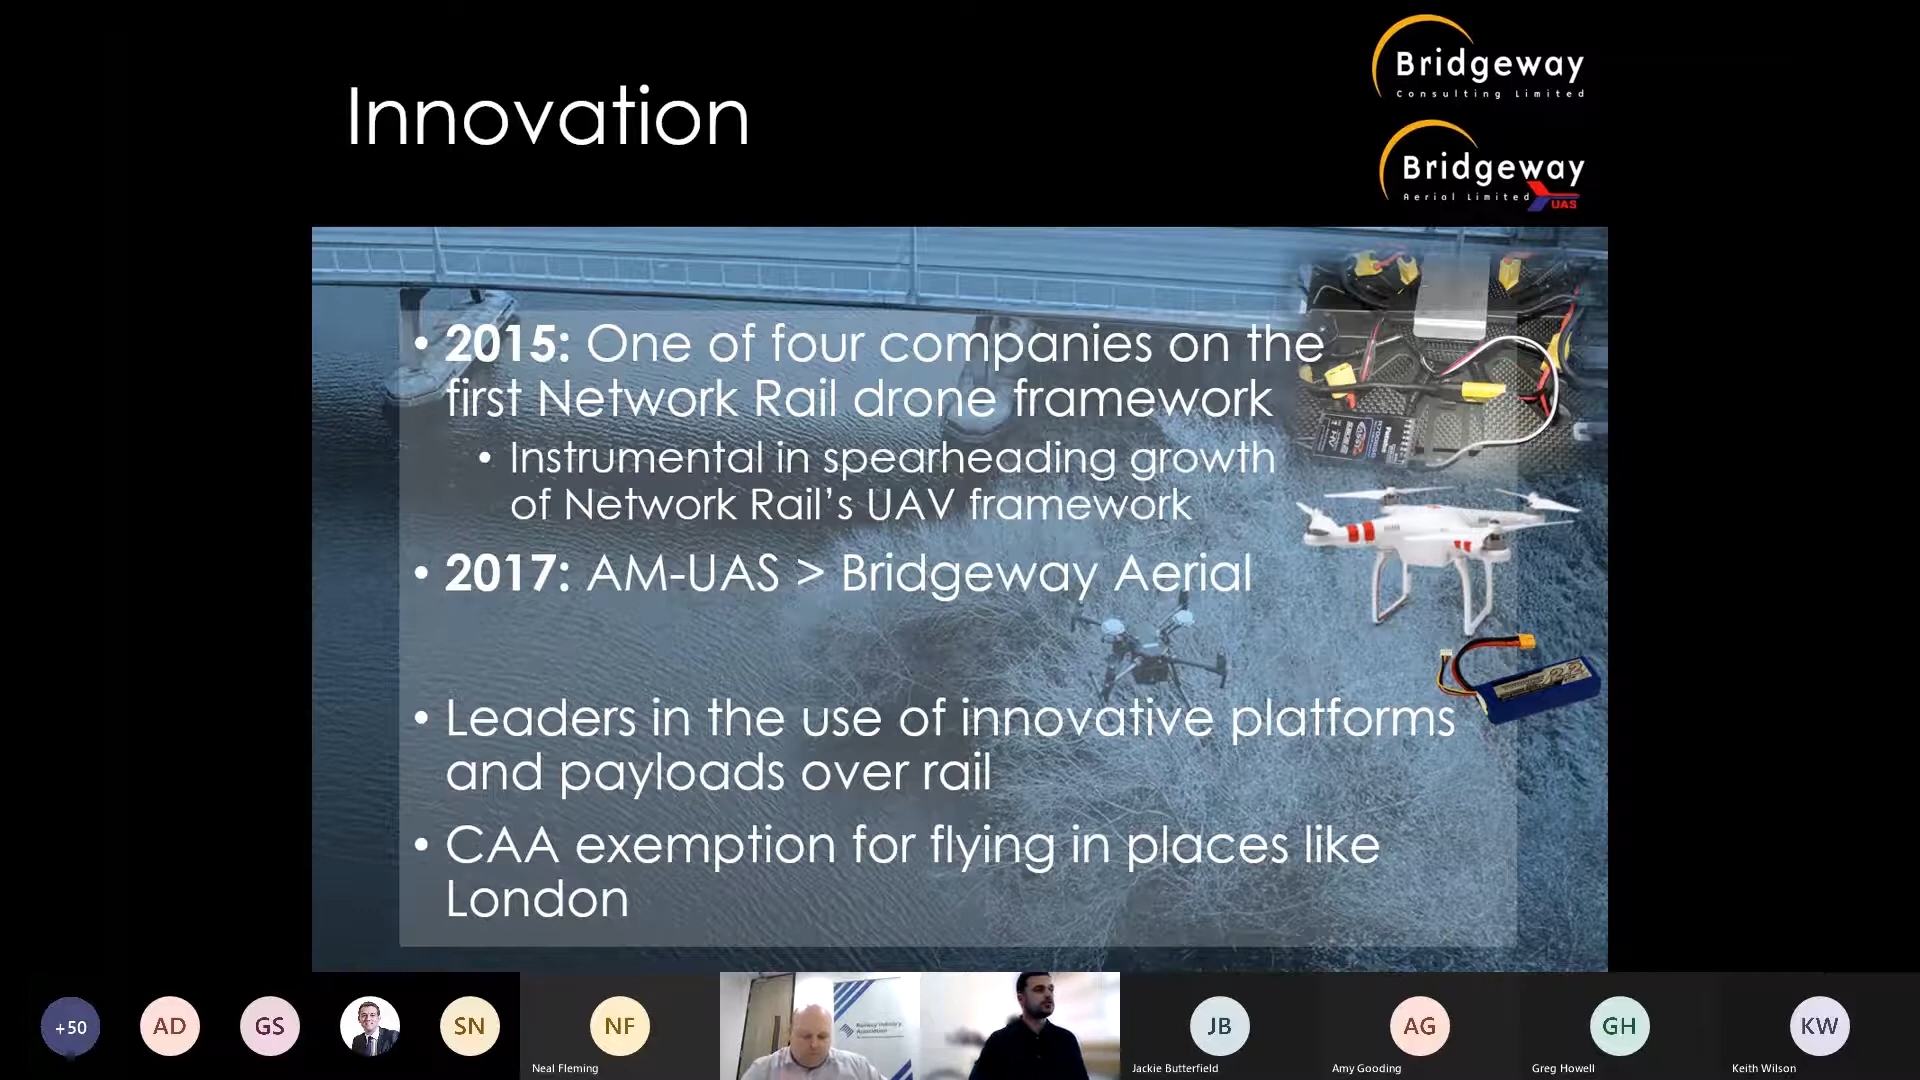 Innovation
Bridgeway
Consulting Limited
Bridgeway
Aerial Limited
UAS
• 2015: One of four companies on the
first Network Rail drone framework
• Instrumental in spearheading growth
of Network Rail’s UAV framework
• 2017: AM-UAS > Bridgeway Aerial
• Leaders in the use of innovative platforms
and payloads over rail
• CAA exemption for flying in places like
London
+50
AD
GS
SN
NF
Neal Fleming
Railway Industry
Association
JB
Jackie Butterfield
AG
Amy Gooding
GH
Greg Howell
KW
Keith Wilson